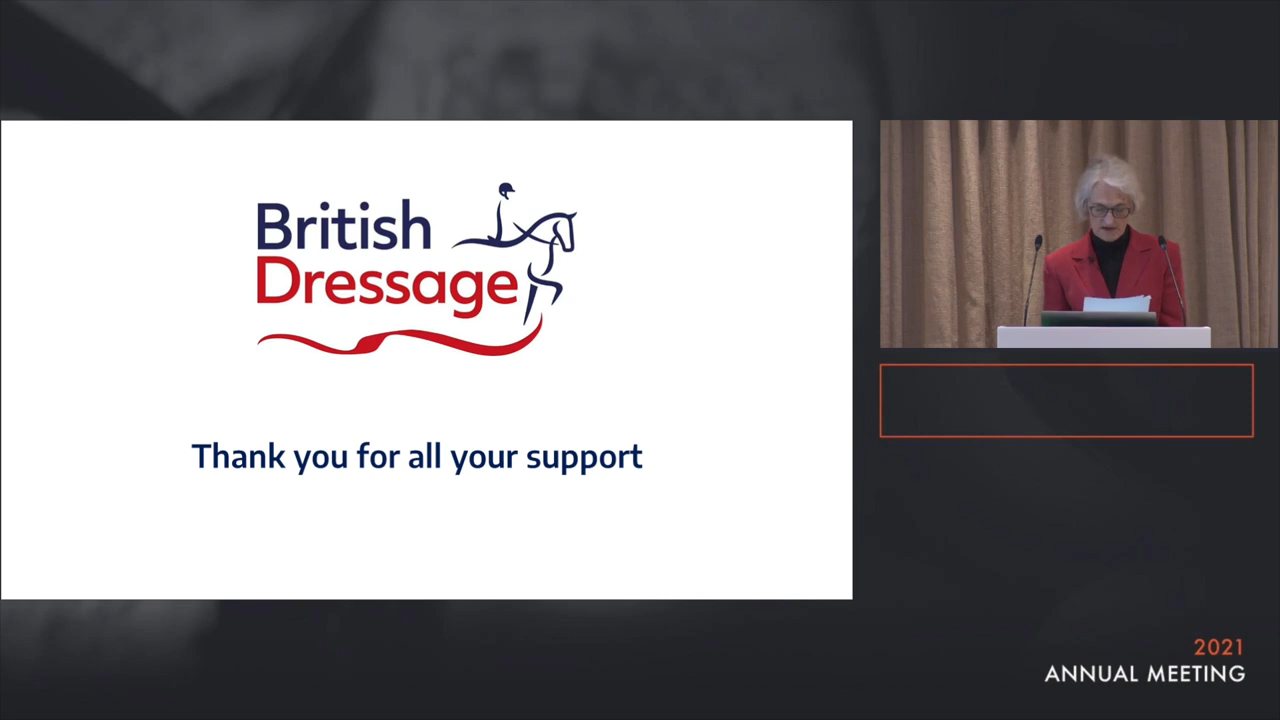 British
Dressage
Thank you for all your support
2021
ANNUAL MEETING